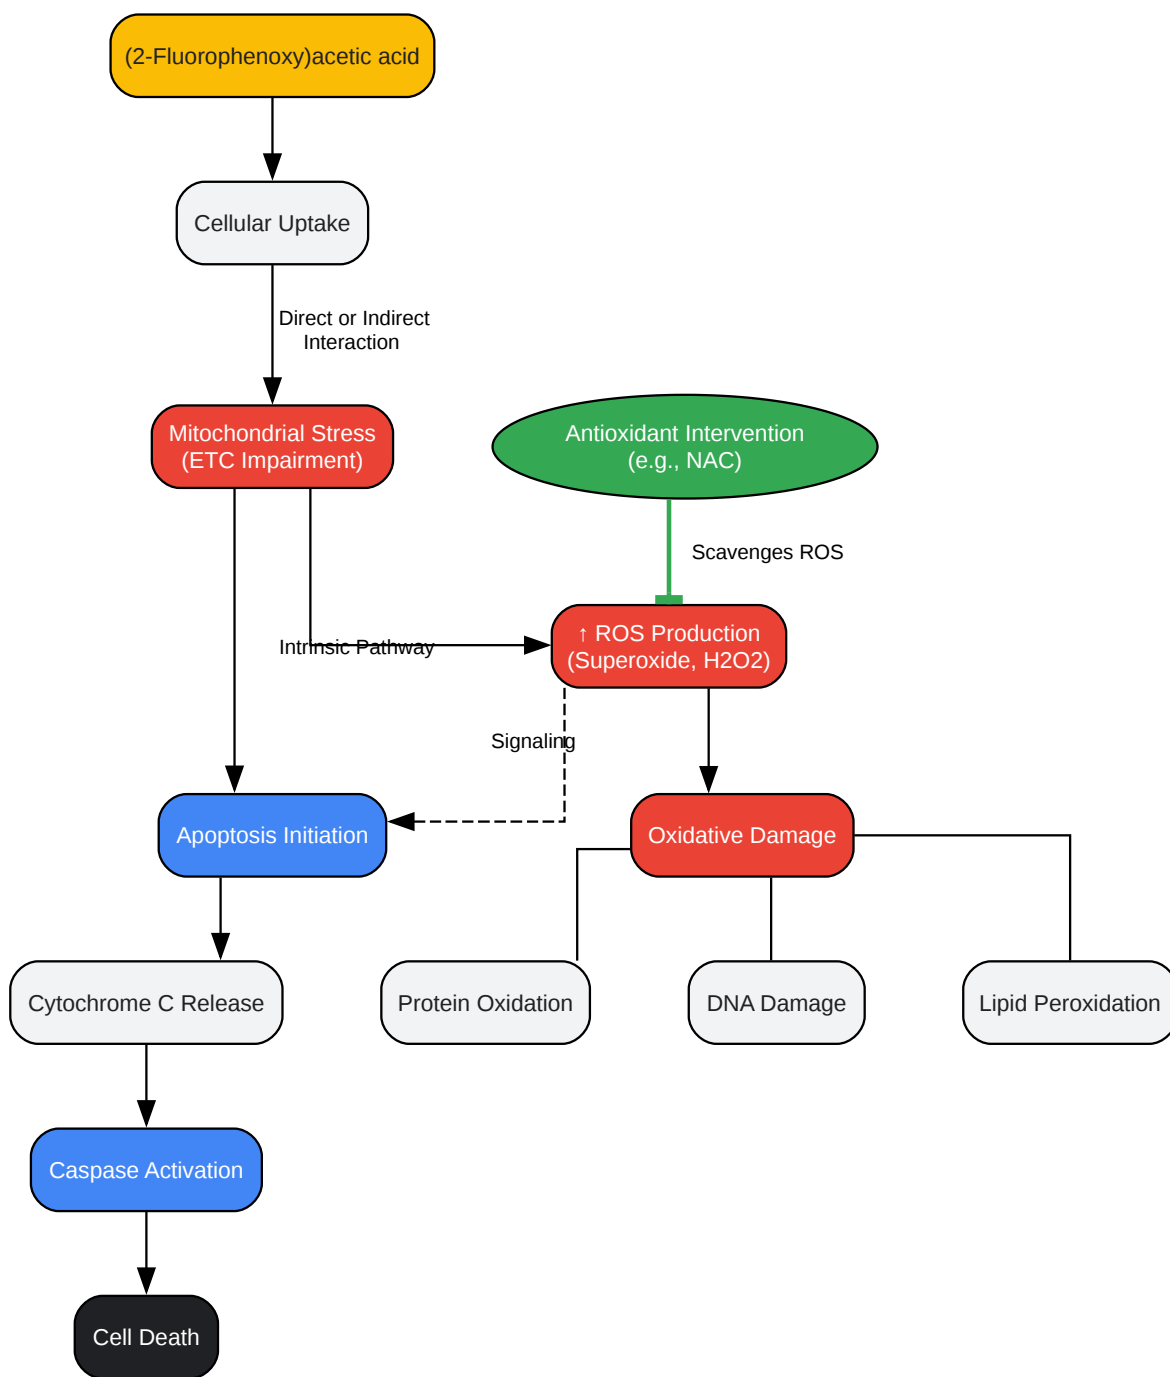 (2-Fluorophenoxy)acetic acid
Cellular Uptake
Direct or Indirect
Interaction
Mitochondrial Stress
(ETC Impairment)
Antioxidant Intervention
(e.g., NAC)
Scavenges ROS
↑ ROS Production
(Superoxide, H2O2)
Intrinsic Pathway
Signaling
Apoptosis Initiation
Oxidative Damage
Cytochrome C Release
Protein Oxidation
DNA Damage
Lipid Peroxidation
Caspase Activation
Cell Death